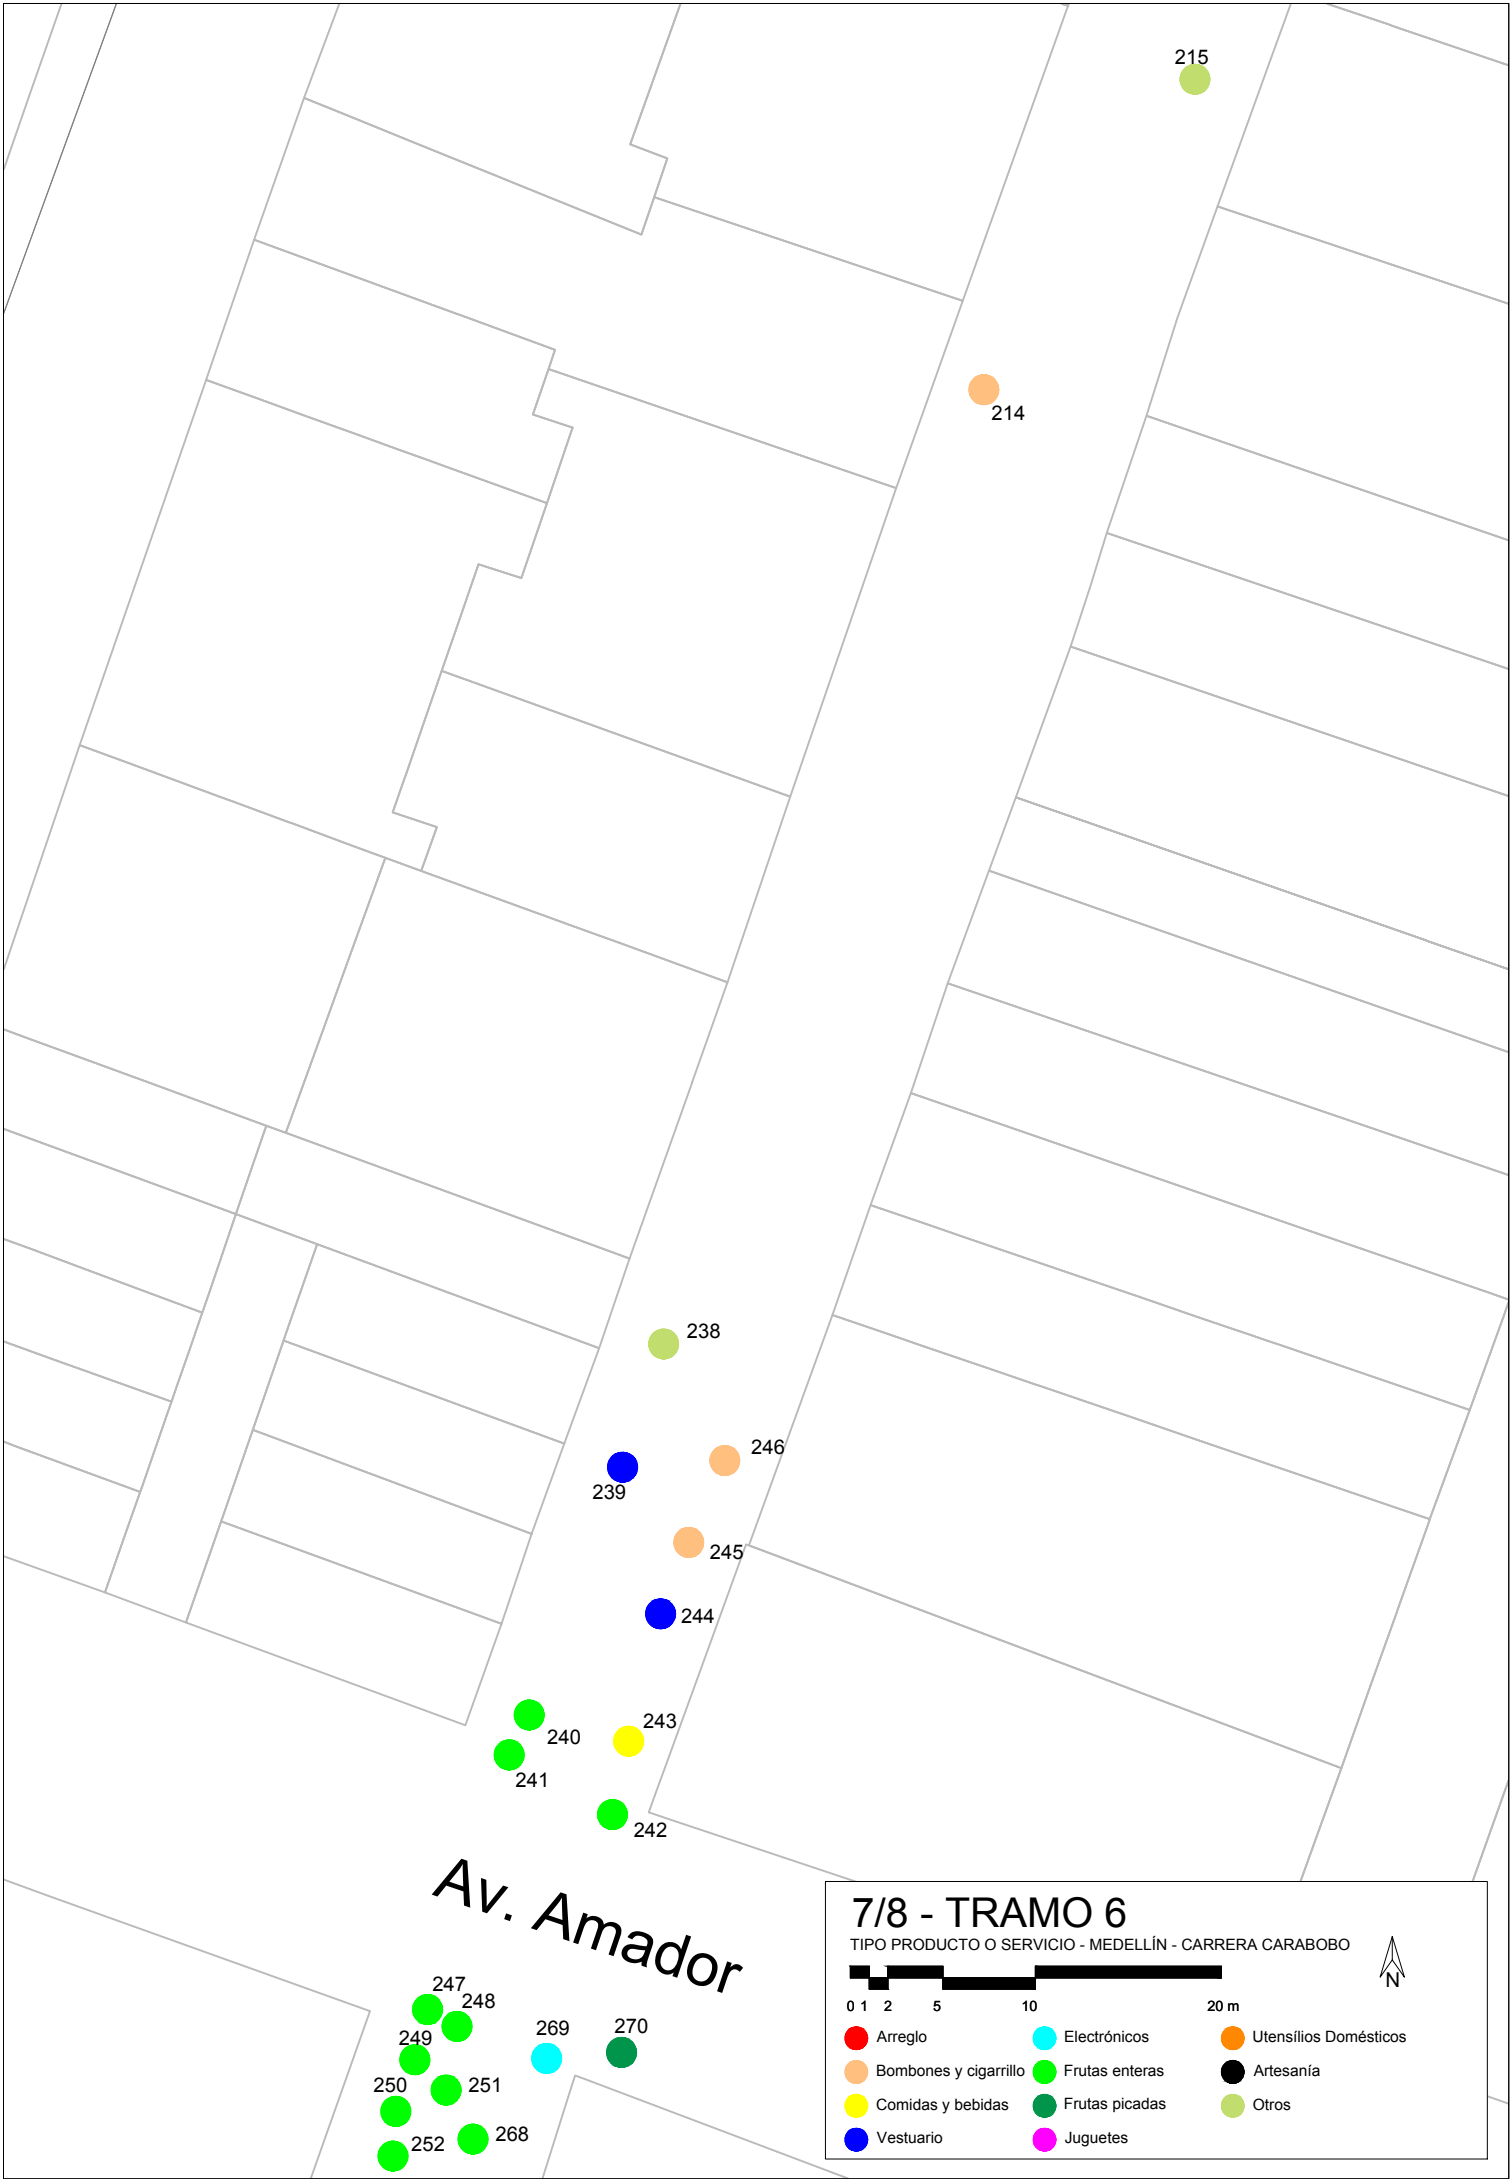 215
214
238
246
239
245
244
243
240
241
242
Av. Amador
247
248
249
269
270
250
251
252
268
7/8 - TRAMO 6
TIPO PRODUCTO O SERVICIO - MEDELLÍN - CARRERA CARABOBO
N
0 1 2 5 10 20 m
Arreglo
Bombones y cigarrillo
Comidas y bebidas
Vestuario
Electrónicos
Frutas enteras
Frutas picadas
Juguetes
Utensílios Domésticos
Artesanía
Otros